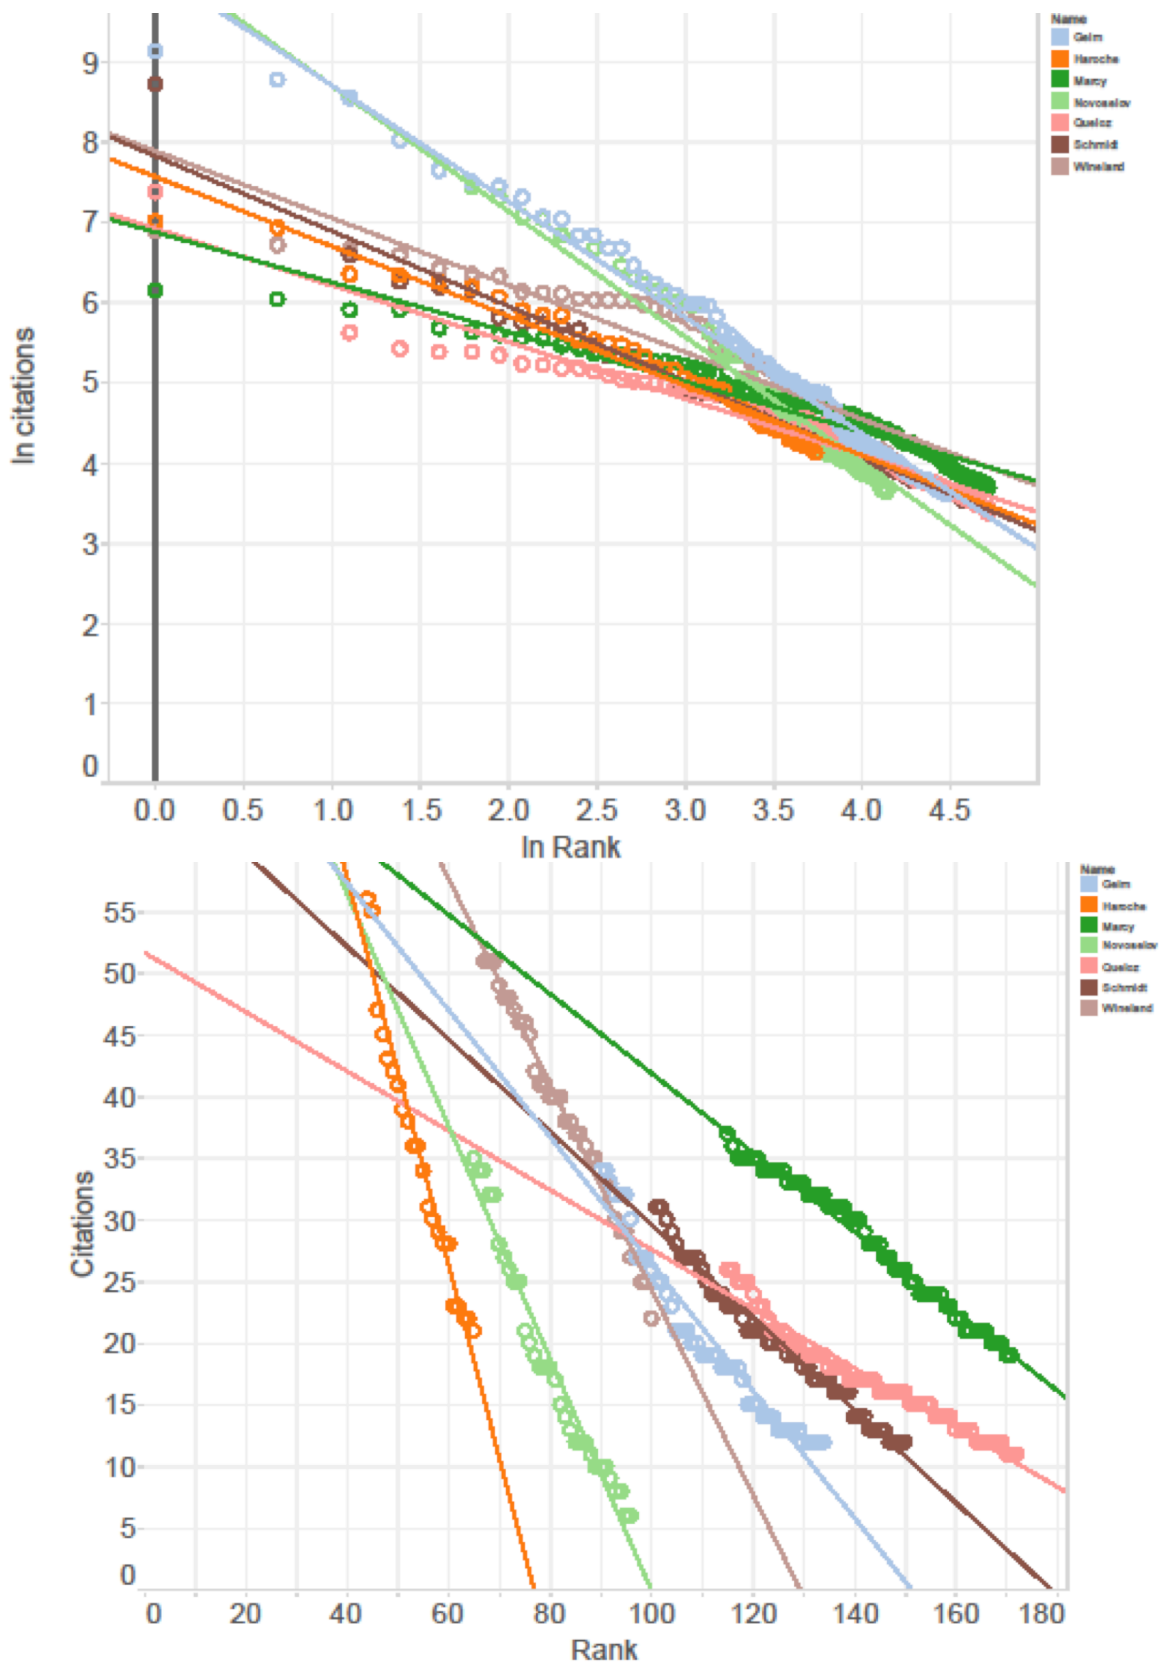 Name
Geim
Haroche
Marcy
Novoselov
Queloz
Schmidt
Wineland
9
8
7
6
5
4
3
2
1
0
ln citations
0.0 0.5 1.0 1.5 2.0 2.5 3.0 3.5 4.0 4.5
ln Rank
Name
Geim
Haroche
Marcy
Novoselov
Queloz
Schmidt
Wineland
55
50
45
40
35
30
25
20
15
10
5
0
Citations
0 20 40 60 80 100 120 140 160 180
Rank